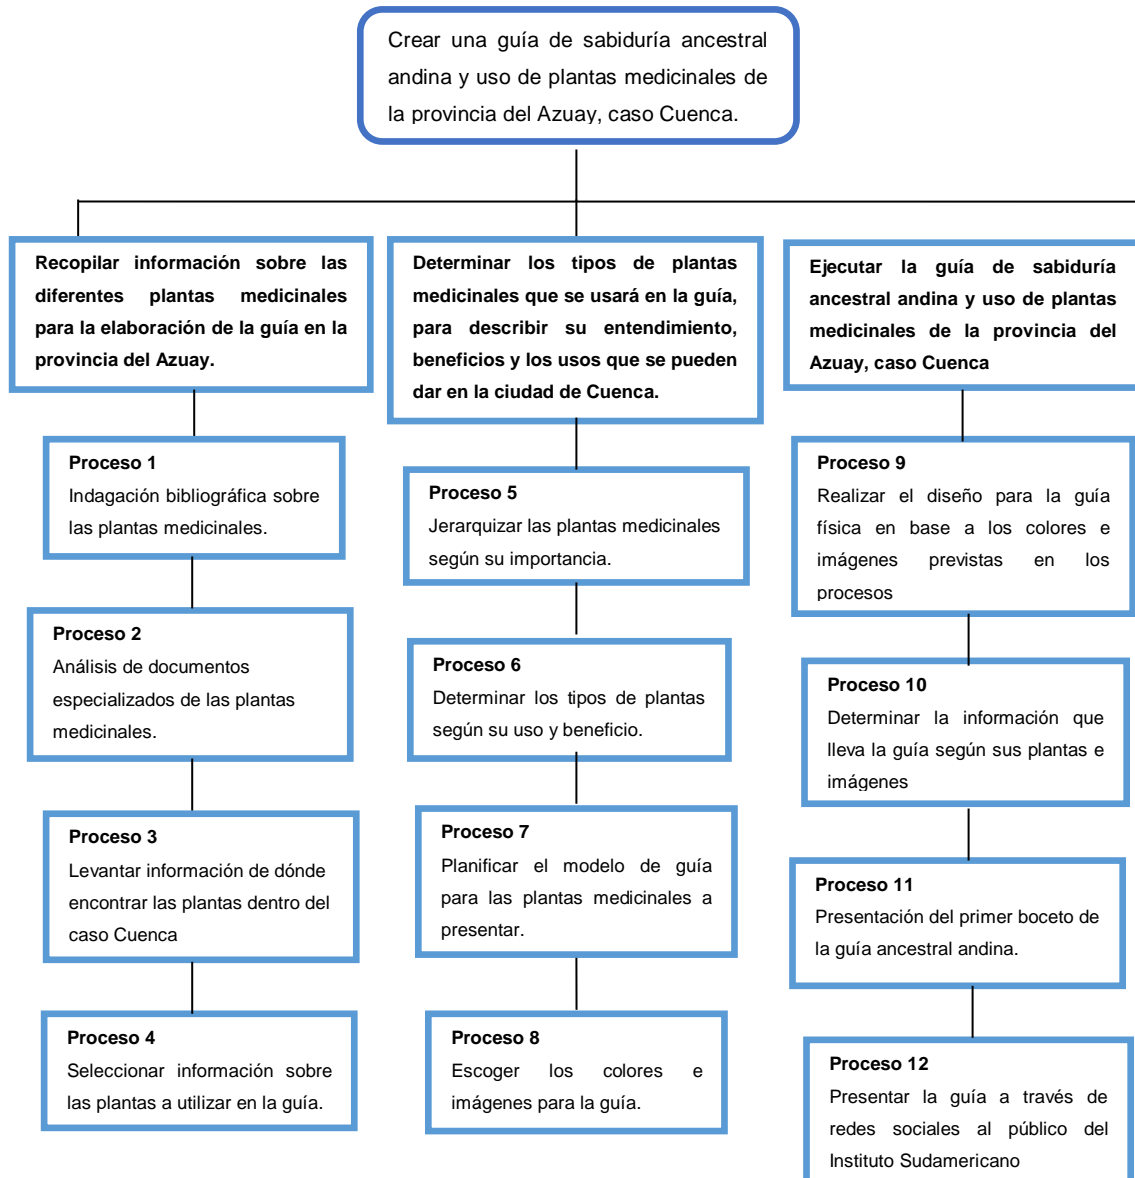 Crear una guía de sabiduría ancestral
andina y uso de plantas medicinales de
la provincia del Azuay, caso Cuenca.
Recopilar información sobre las
diferentes plantas medicinales
para la elaboración de la guía en la
provincia del Azuay.
Proceso 1
Indagación bibliográfica sobre
las plantas medicinales.
Proceso 2
Análisis de documentos
especializados de las plantas
medicinales.
Proceso 3
Levantar información de dónde
encontrar las plantas dentro del
caso Cuenca
Proceso 4
Seleccionar información sobre
las plantas a utilizar en la guía.
Determinar los tipos de plantas
medicinales que se usará en la guía,
para describir su entendimiento,
beneficios y los usos que se pueden
dar en la ciudad de Cuenca.
Proceso 5
Jerarquizar las plantas medicinales
según su importancia.
Proceso 6
Determinar los tipos de plantas
según su uso y beneficio.
Proceso 7
Planificar el modelo de guía
para las plantas medicinales a
presentar.
Proceso 8
Escoger los colores e
imágenes para la guía.
Ejecutar la guía de sabiduría
ancestral andina y uso de plantas
medicinales de la provincia del
Azuay, caso Cuenca
Proceso 9
Realizar el diseño para la guía
física en base a los colores e
imágenes previstas en los
procesos
Proceso 10
Determinar la información que
lleva la guía según sus plantas e
imágenes
Proceso 11
Presentación del primer boceto de
la guía ancestral andina.
Proceso 12
Presentar la guía a través de
redes sociales al público del
Instituto Sudamericano